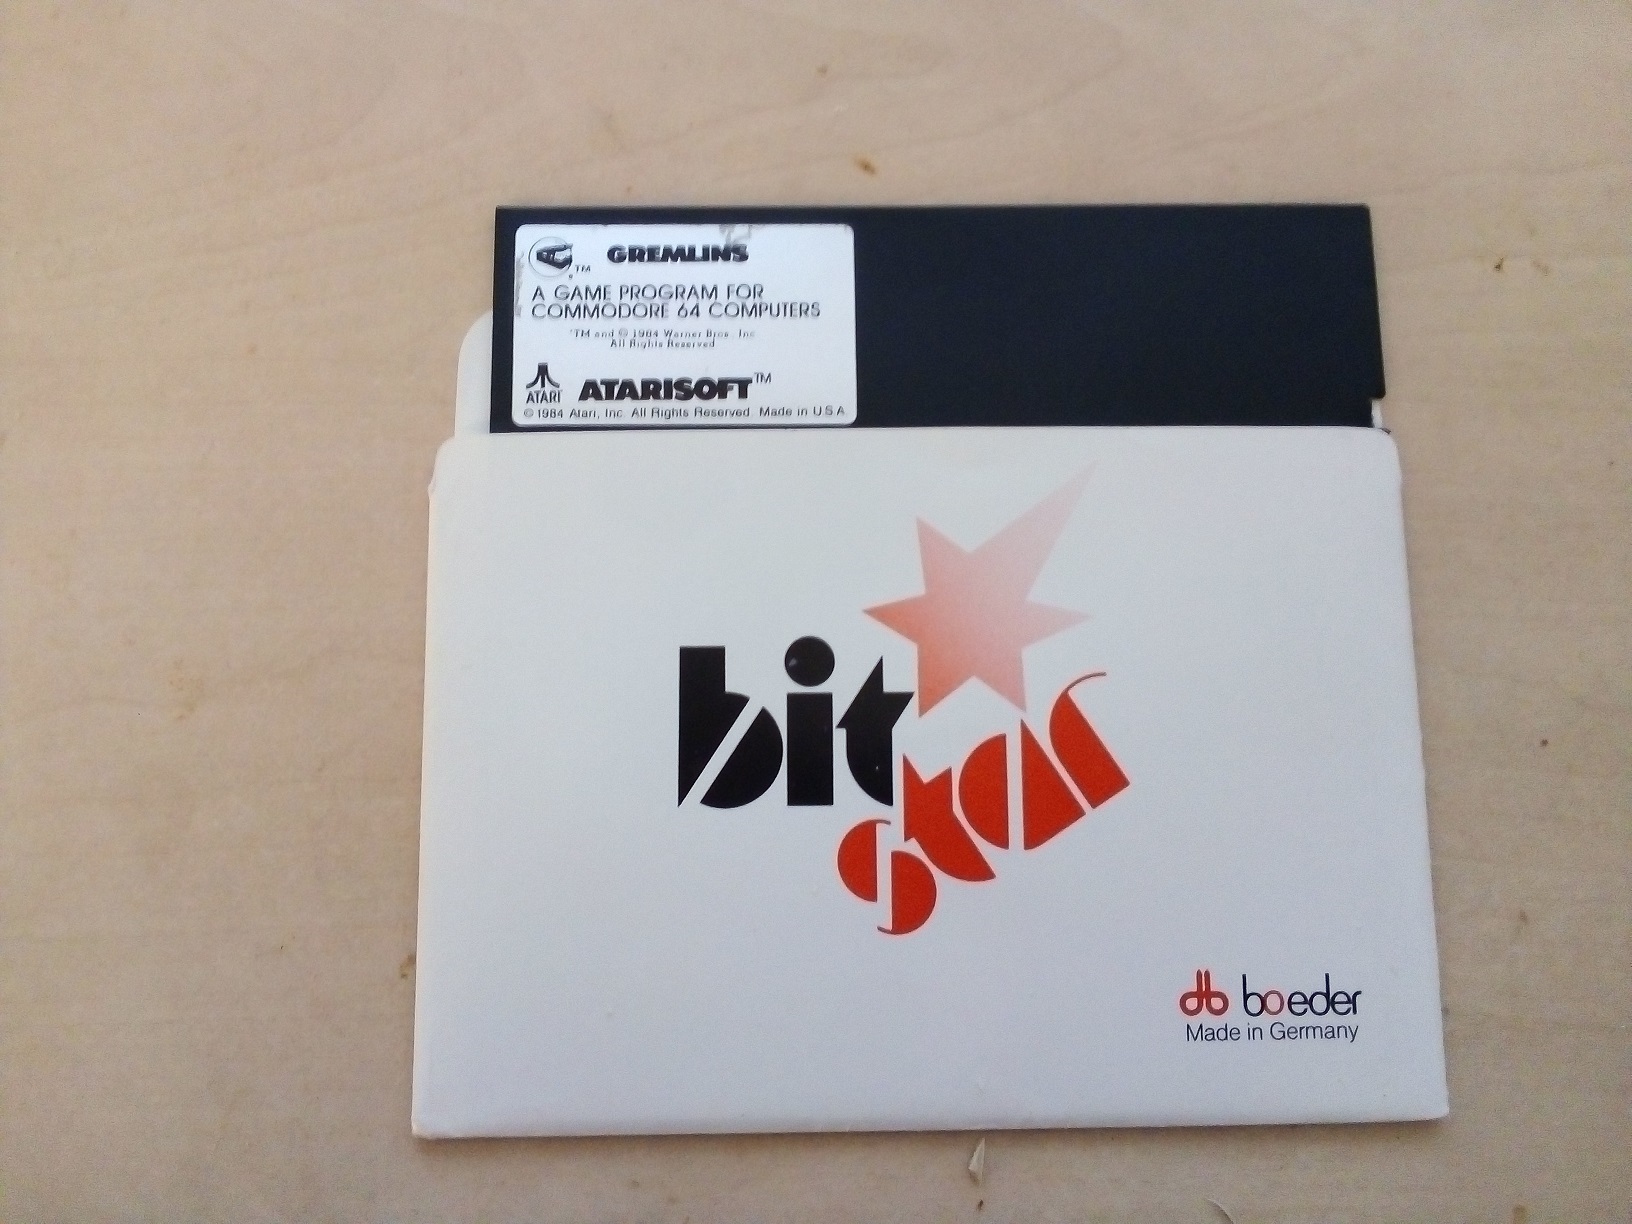 TM GREMLINS
A GAME PROGRAM FOR
COMMODORE 64 COMPUTERS
TM and © 1984 Warner Bros. Inc.
All Rights Reserved
ATARI ATARISOFT™
© 1984 Atari, Inc. All Rights Reserved. Made in U.S.A.
bit
star
boeder
Made in Germany